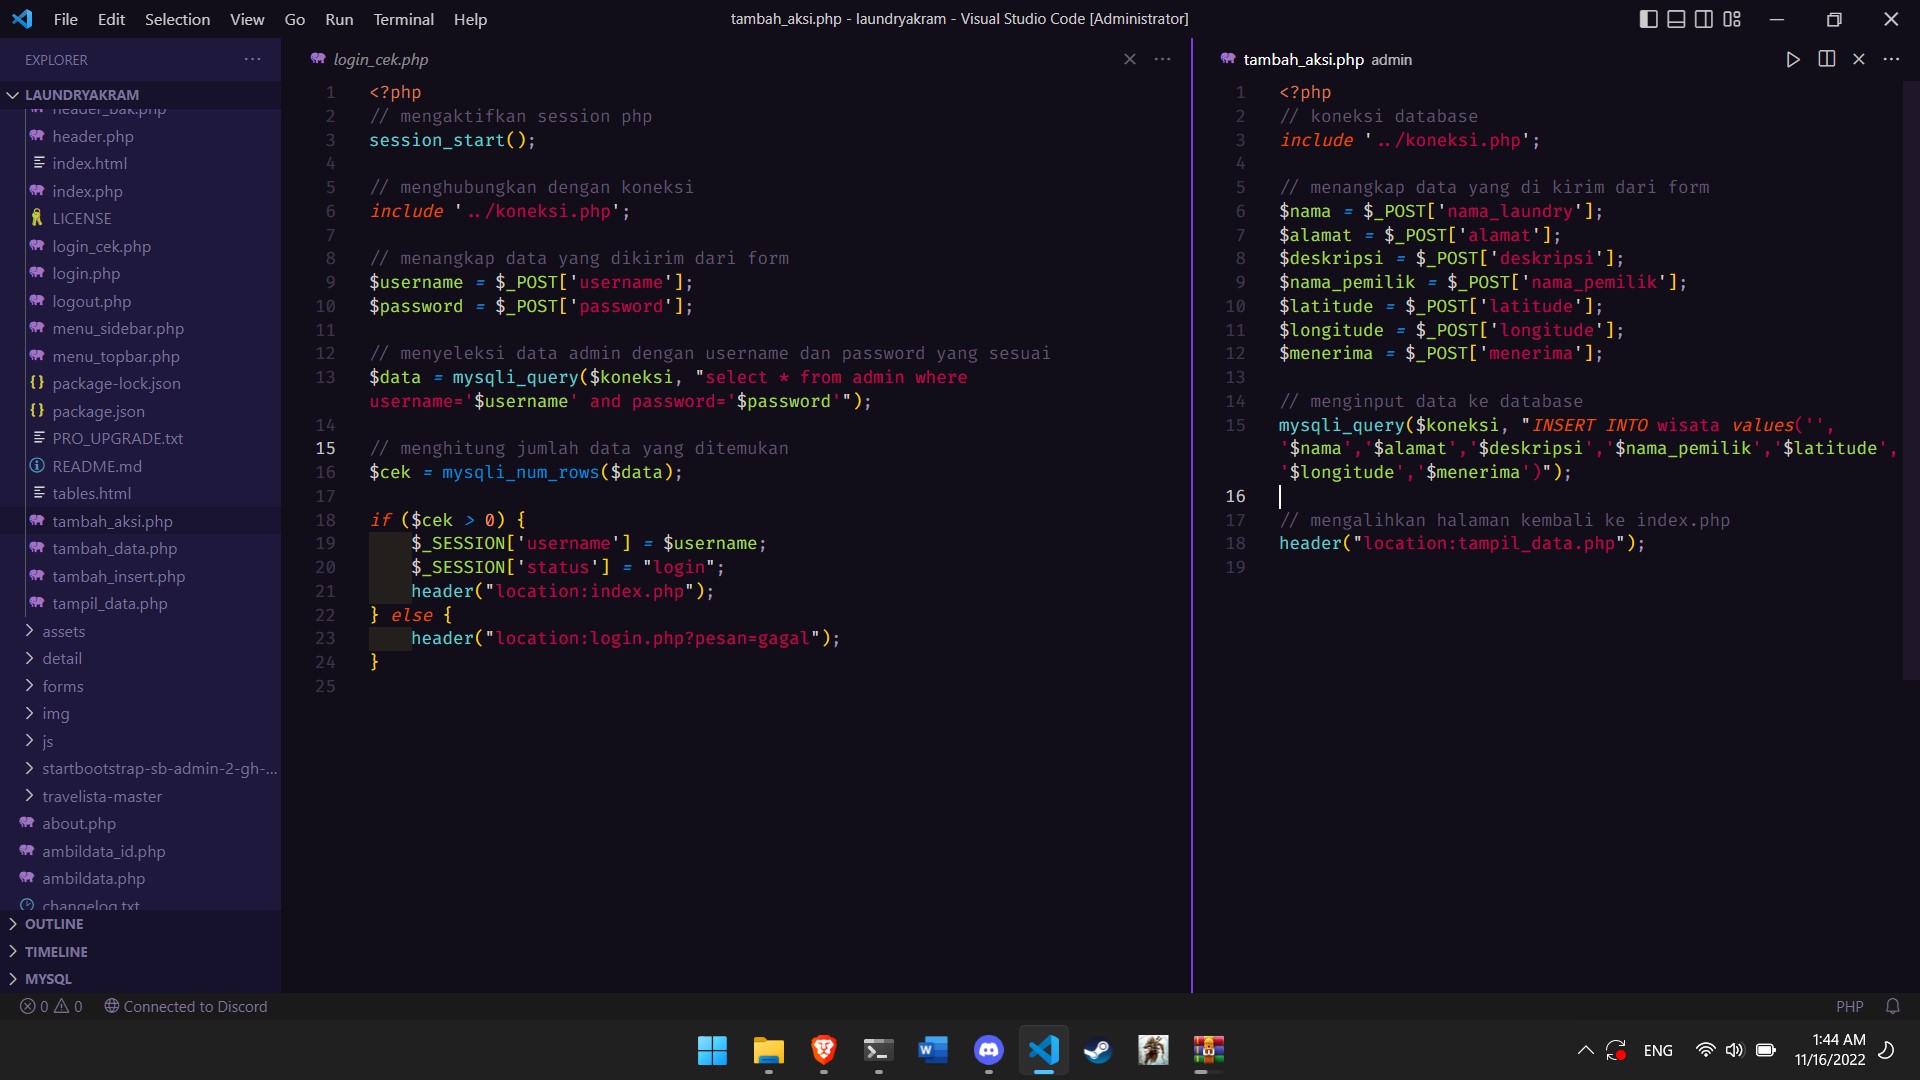 File Edit Selection View Go Run Terminal Help
tambah_aksi.php - laundryakram - Visual Studio Code [Administrator]
EXPLORER
LAUNDRYAKRAM
header_bak.php
header.php
index.html
index.php
LICENSE
login_cek.php
login.php
logout.php
menu_sidebar.php
menu_topbar.php
package-lock.json
package.json
PRO_UPGRADE.txt
README.md
tables.html
tambah_aksi.php
tambah_data.php
tambah_insert.php
tampil_data.php
assets
detail
forms
img
js
startbootstrap-sb-admin-2-gh-...
travelista-master
about.php
ambildata_id.php
ambildata.php
changelog.txt
OUTLINE
TIMELINE
MYSQL
login_cek.php
1 <?php
2 // mengaktifkan session php
3 session_start();
4
5 // menghubungkan dengan koneksi
6 include '../koneksi.php';
7
8 // menangkap data yang dikirim dari form
9 $username = $_POST['username'];
10 $password = $_POST['password'];
11
12 // menyeleksi data admin dengan username dan password yang sesuai
13 $data = mysqli_query($koneksi, "select * from admin where
username='$username' and password='$password'");
14
15 // menghitung jumlah data yang ditemukan
16 $cek = mysqli_num_rows($data);
17
18 if ($cek > 0) {
19 $_SESSION['username'] = $username;
20 $_SESSION['status'] = "login";
21 header("location:index.php");
22 } else {
23 header("location:login.php?pesan=gagal");
24 }
25
tambah_aksi.php admin
1 <?php
2 // koneksi database
3 include '../koneksi.php';
4
5 // menangkap data yang di kirim dari form
6 $nama = $_POST['nama_laundry'];
7 $alamat = $_POST['alamat'];
8 $deskripsi = $_POST['deskripsi'];
9 $nama_pemilik = $_POST['nama_pemilik'];
10 $latitude = $_POST['latitude'];
11 $longitude = $_POST['longitude'];
12 $menerima = $_POST['menerima'];
13
14 // menginput data ke database
15 mysqli_query($koneksi, "INSERT INTO wisata values('',
'$nama','$alamat','$deskripsi','$nama_pemilik','$latitude',
'$longitude','$menerima')");
16
17 // mengalihkan halaman kembali ke index.php
18 header("location:tampil_data.php");
19
0 0 Connected to Discord
PHP
ENG
1:44 AM
11/16/2022